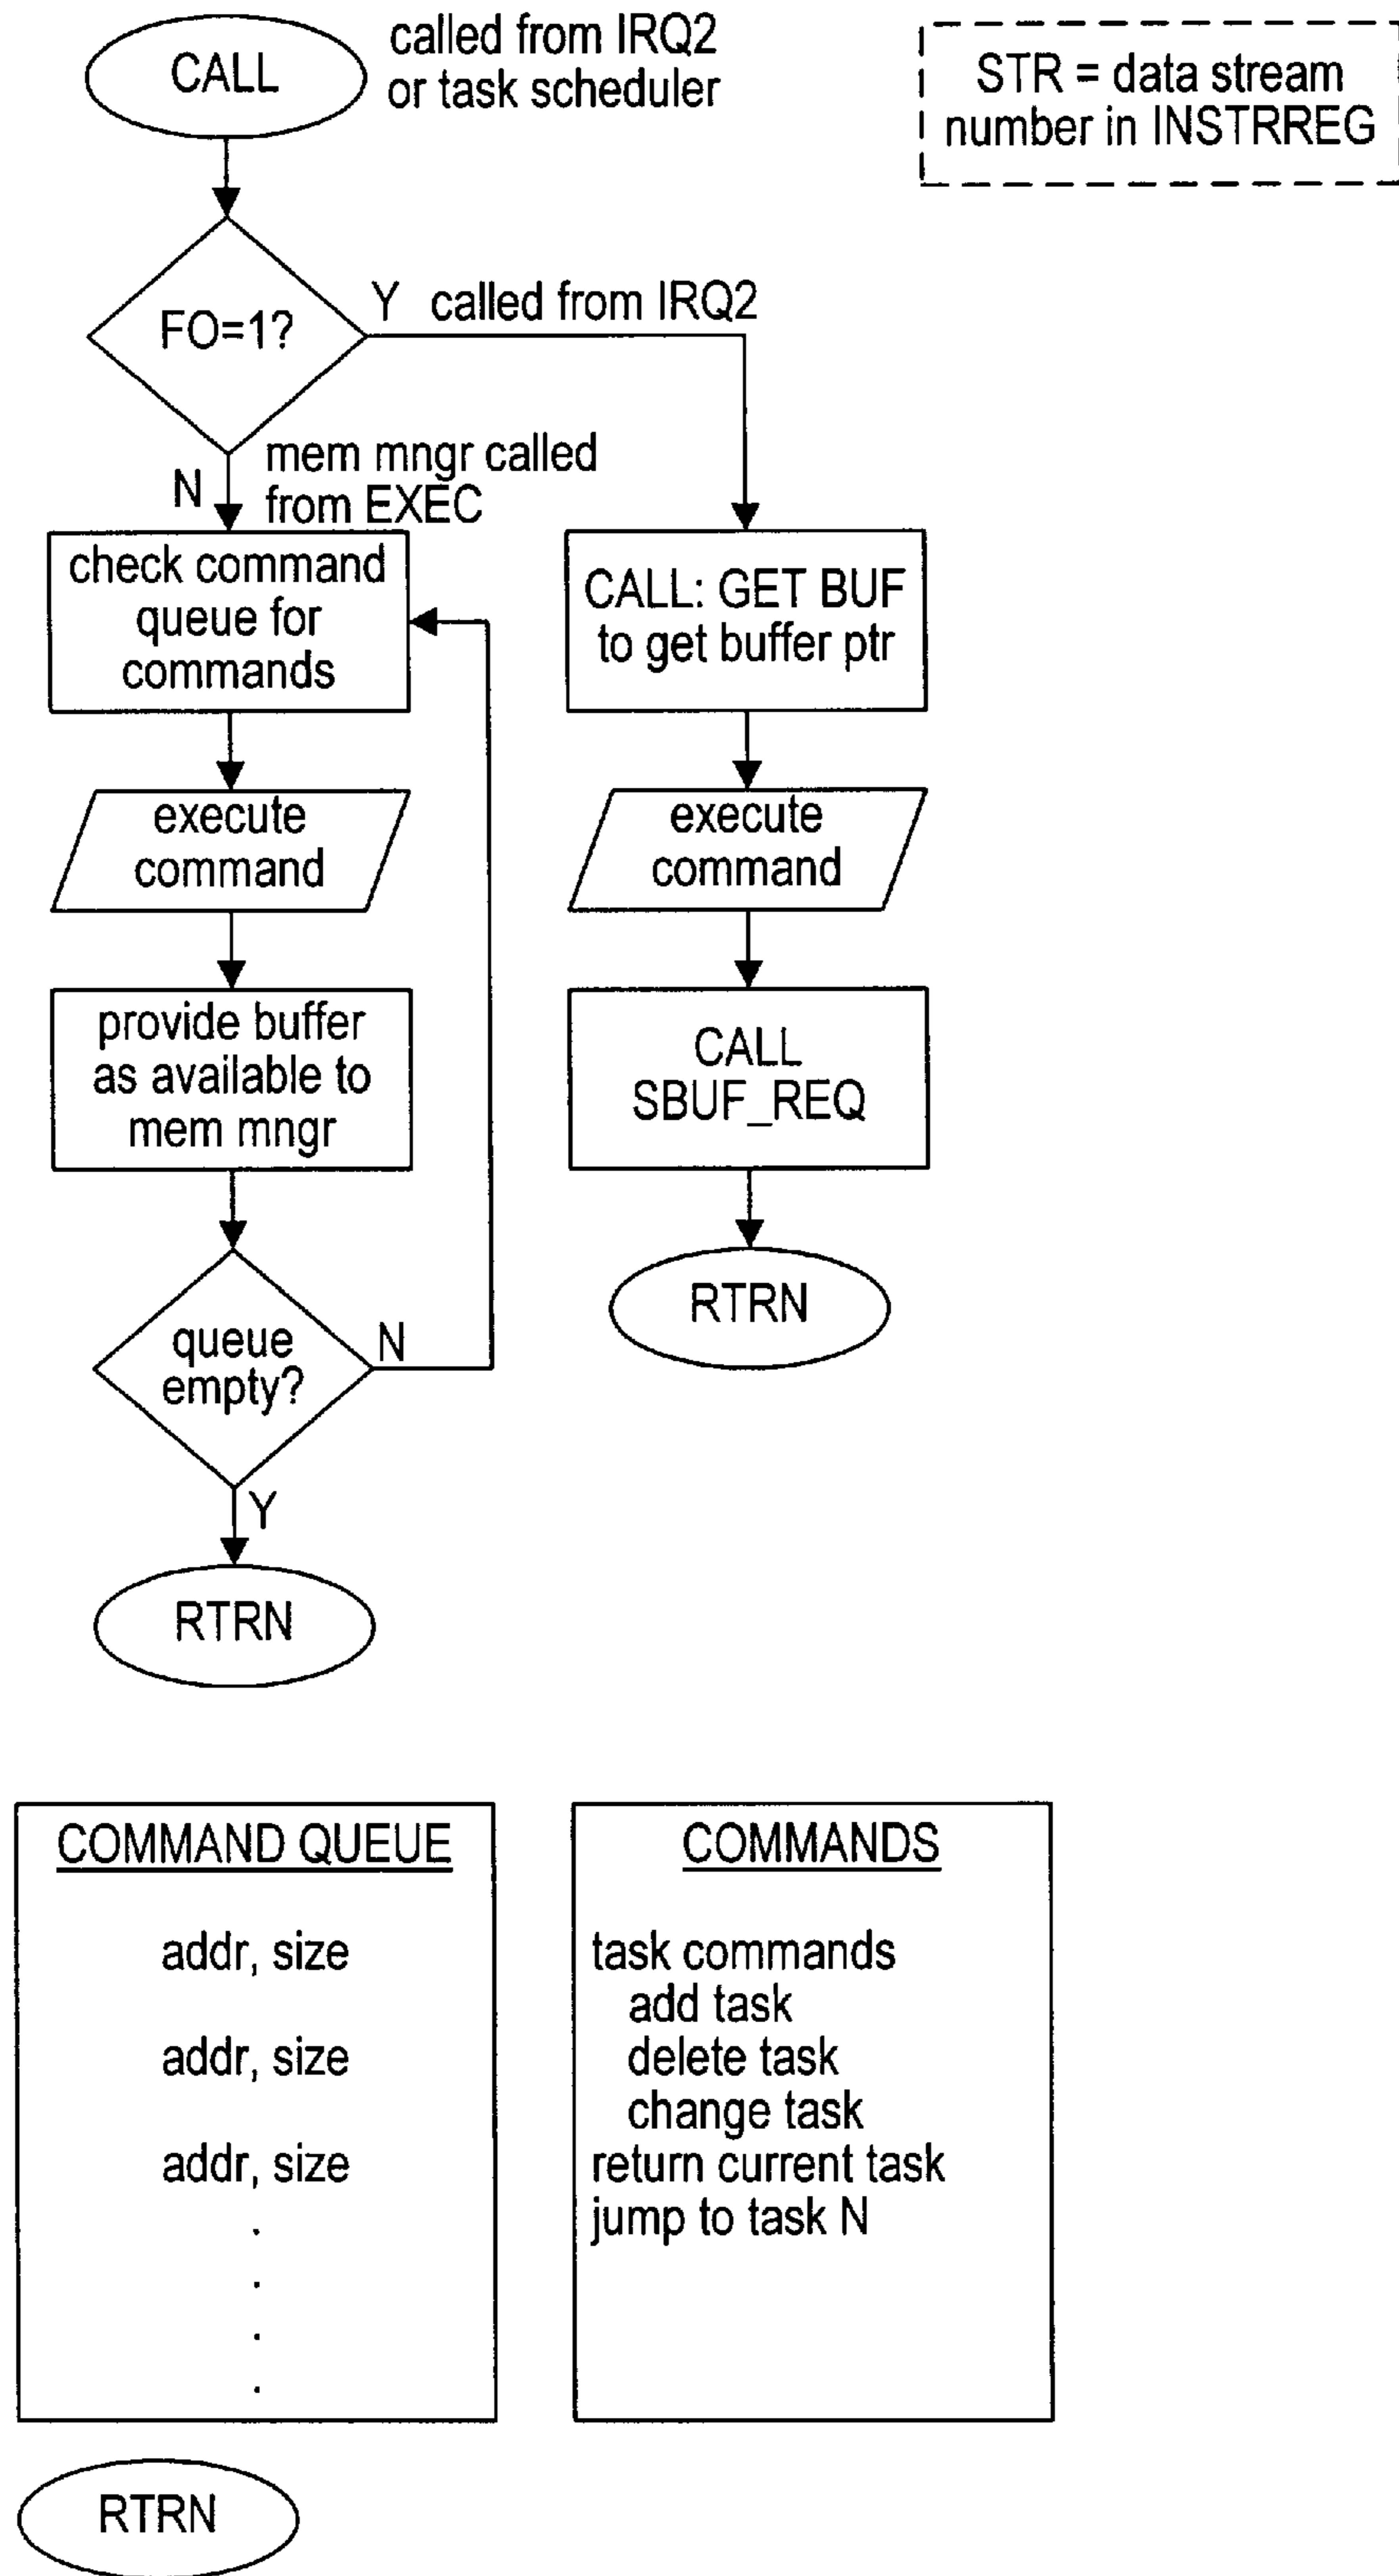 CALL
called from IRQ2
or task scheduler
STR = data stream
number in INSTRREG
FO=1?
Y called from IRQ2
N
mem mngr called
from EXEC
check command
queue for
commands
CALL: GET BUF
to get buffer ptr
execute
command
execute
command
provide buffer
as available to
mem mngr
CALL
SBUF_REQ
queue
empty?
N
RTRN
Y
RTRN
COMMAND QUEUE
addr, size
addr, size
addr, size
.
.
.
.
COMMANDS
task commands
add task
delete task
change task
return current task
jump to task N
RTRN